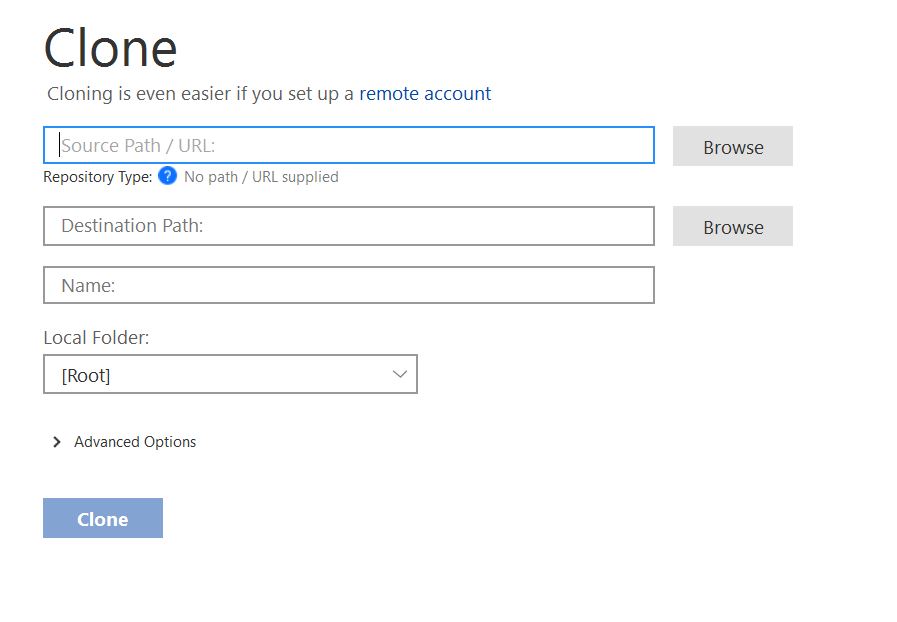 Clone
Cloning is even easier if you set up a remote account
Source Path / URL:
Browse
Repository Type: ? No path / URL supplied
Destination Path:
Browse
Name:
Local Folder:
[Root]
Advanced Options
Clone